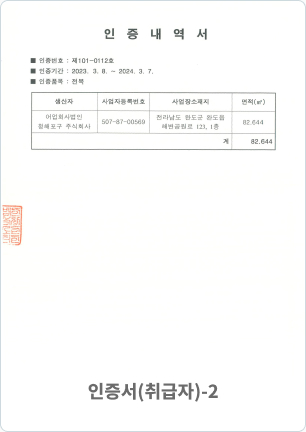 인 증 내 역 서
■ 인증번호 : 제101-0112호
■ 인증기간 : 2023. 3. 8. ~ 2024. 3. 7.
■ 인증품목 : 전복
생산자 사업자등록번호 사업장소재지 면적(㎡)
어업회사법인 청해포구 주식회사 507-87-00569 전라남도 완도군 완도읍 해변공원로 123, 1층 82.644
계 82.644
인증서(취급자)-2